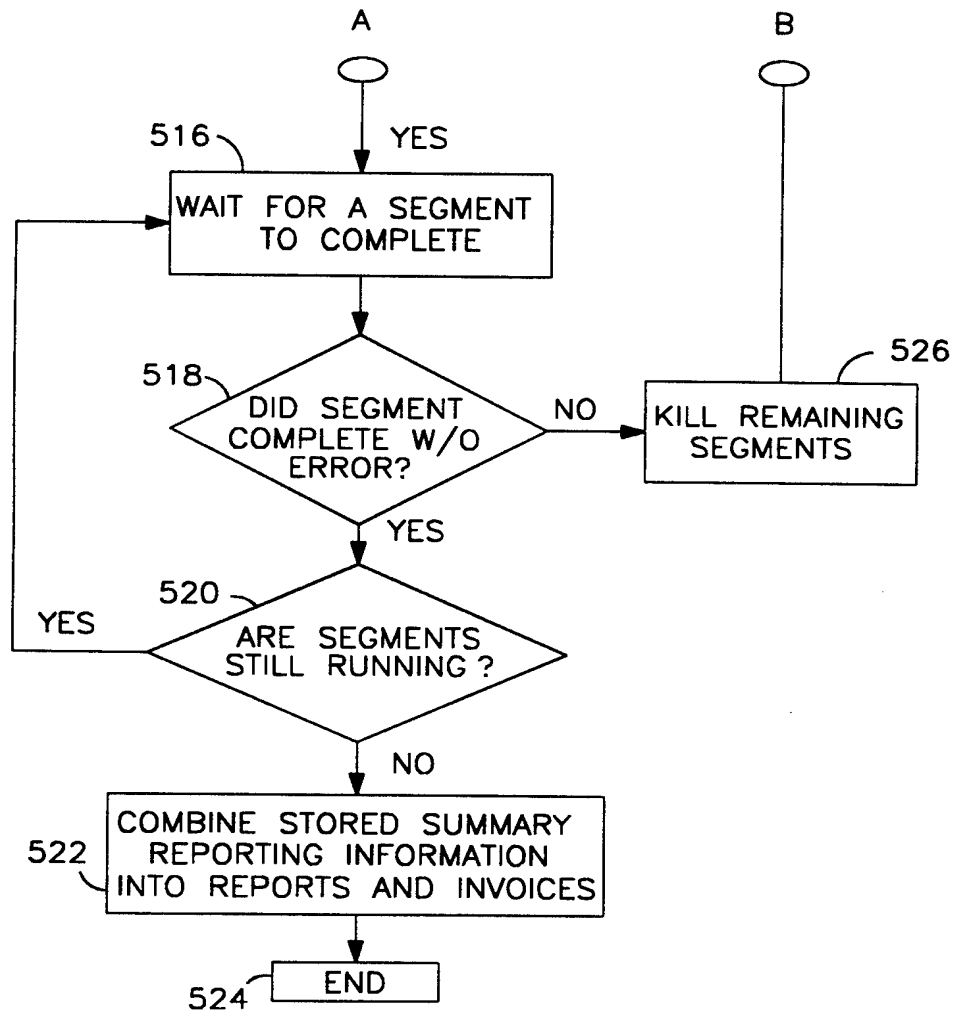 A
B
YES
516
WAIT FOR A SEGMENT
TO COMPLETE
526
518
DID SEGMENT
COMPLETE W/O
ERROR?
NO
KILL REMAINING
SEGMENTS
YES
520
YES
ARE SEGMENTS
STILL RUNNING ?
NO
COMBINE STORED SUMMARY
REPORTING INFORMATION
INTO REPORTS AND INVOICES
522
END
524